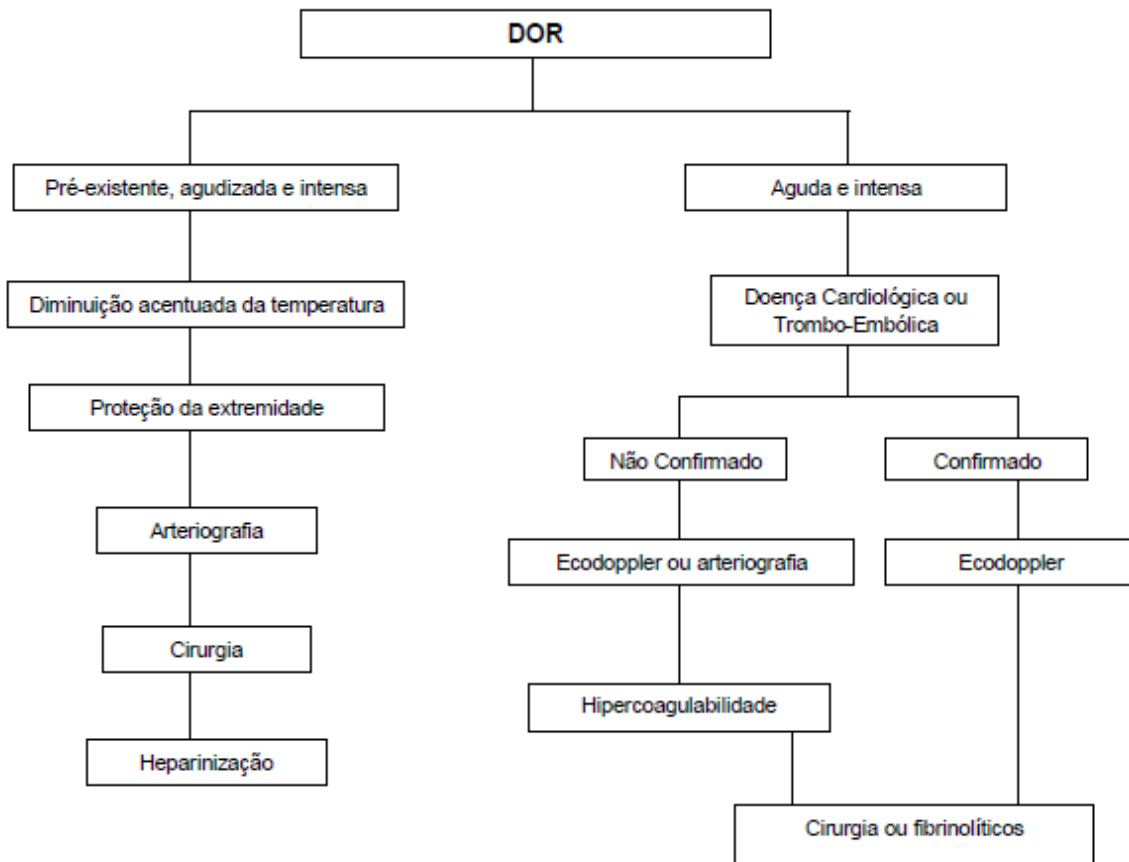 DOR
Pré-existente, agudizada e intensa
Aguda e intensa
Diminuição acentuada da temperatura
Doença Cardiológica ou
Trombo-Embólica
Proteção da extremidade
Não Confirmado
Confirmado
Arteriografia
Ecodoppler ou arteriografia
Ecodoppler
Cirurgia
Hipercoagulabilidade
Heparinização
Cirurgia ou fibrinolíticos